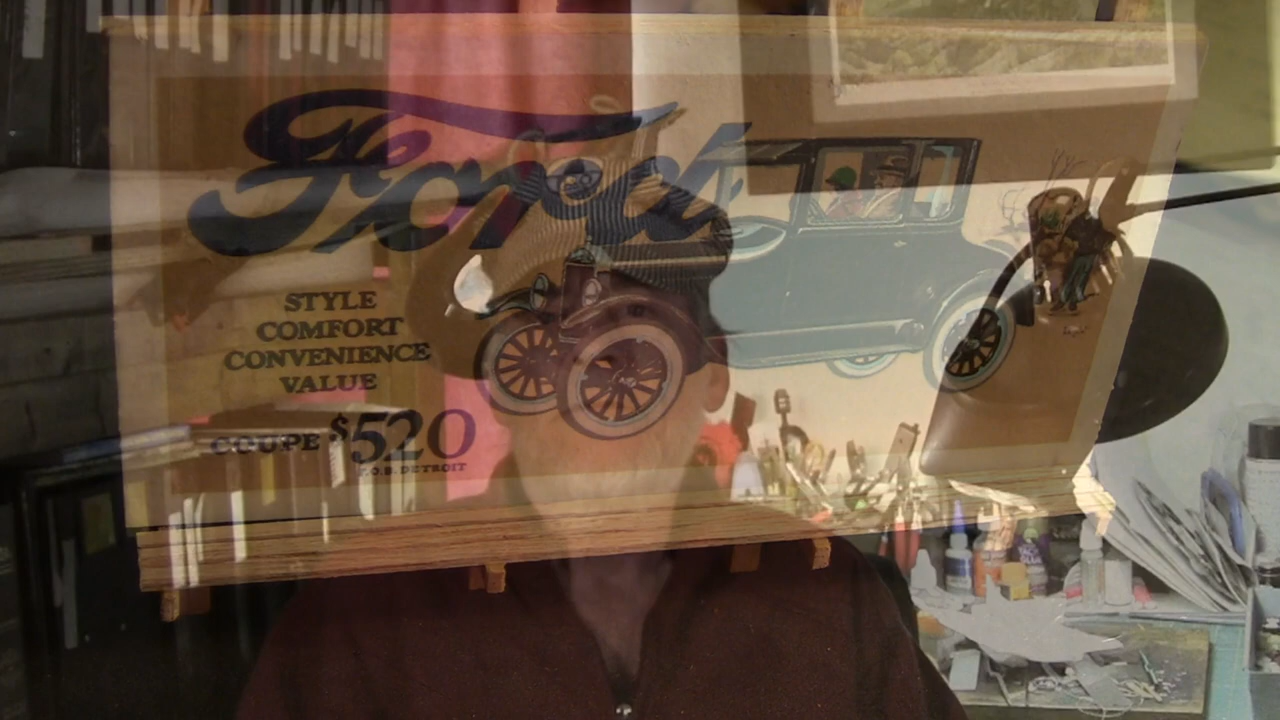 Ford
STYLE
COMFORT
CONVENIENCE
VALUE
COUPE $520
F.O.B. DETROIT